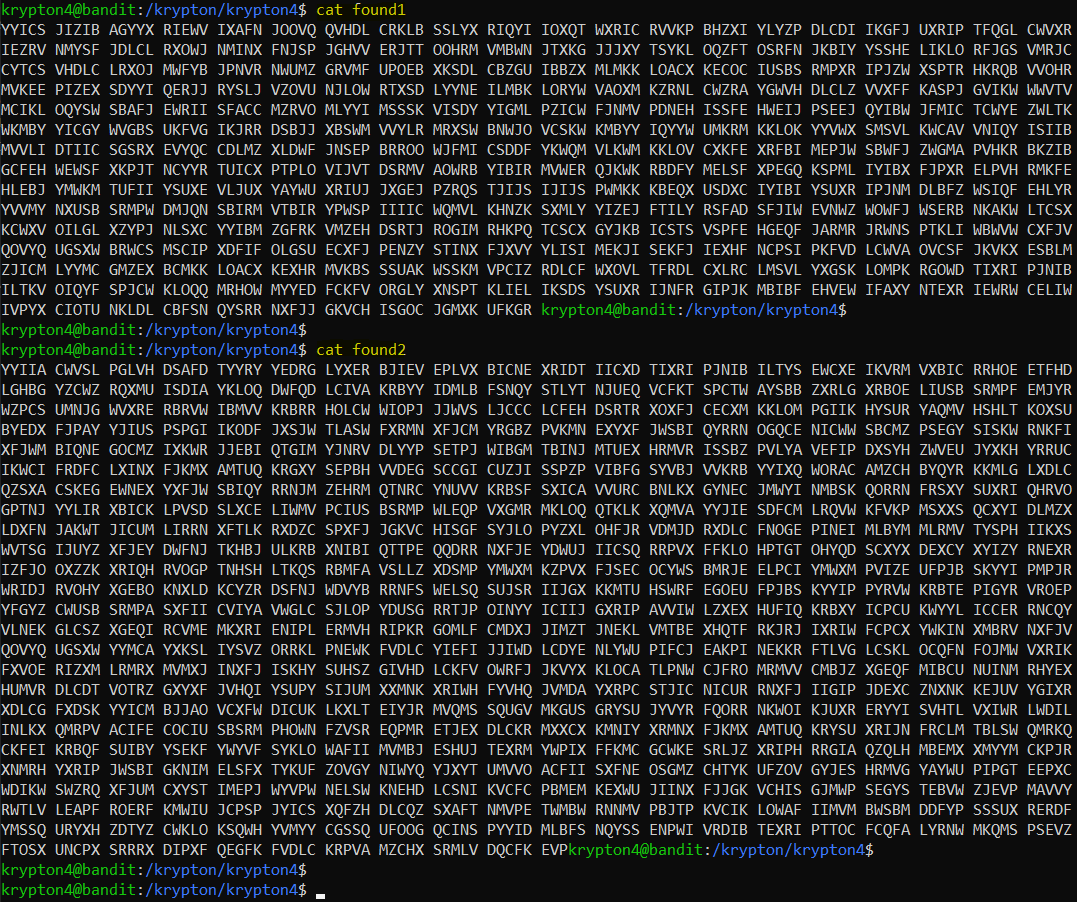 krypton4@bandit:/krypton/krypton4$ cat found1
YYICS JIZIB AGYYX RIEWV IXAFN JOOVQ QVHDL CRKLB SSLYX RIQYI IOXQT WXRIC RVVKP BHZXI YLYZP DLCDI IKGFJ UXRIP TFQGL CWVXR
IEZRV NMYSF JDLCL RXOWJ NMINX FNJSP JGHVV ERJTT OOHRM VMBWN JTXKG JJJXY TSYKL OQZFT OSRFN JKBIY YSSHE LIKLO RFJGS VMRJC
CYTCS VHDLC LRXOJ MWFYB JPNVR NWUMZ GRVMF UPOEB XKSDL CBZGU IBBZX MLMKK LOACX KECOC IUSBS RMPXR IPJZW XSPTR HKRQB VVOHR
MVKEE PIZEX SDYYI QERJJ RYSLJ VZOVU NJLOW RTXSD LYYNE ILMBK LORYW VAOXM KZRNL CWZRA YGWVH DLCLZ VVXFF KASPJ GVIKW WWVTV
MCIKL OQYSW SBAFJ EWRII SFACC MZRVO MLYYI MSSSK VISDY YIGML PZICW FJNMV PDNEH ISSFE HWEIJ PSEEJ QYIBW JFMIC TCWYE ZWLTK
WKMBY YICGY WVGBS UKFVG IKJRR DSBJJ XBSWM VVYLR MRXSW BNWJO VCSKW KMBYY IQYYW UMKRM KKLOK YYVWX SMSVL KWCAV VNIQY ISIIB
MVVLI DTIIC SGSRX EVYQC CDLMZ XLDWF JNSEP BRROO WJFMI CSDDF YKWQM VLKWM KKLOV CXKFE XRFBI MEPJW SBWFJ ZWGMA PVHKR BKZIB
GCFEH WEWSF XKPJT NCYYR TUICX PTPLO VIJVT DSRMV AOWRB YIBIR MVWER QJKWK RBDFY MELSF XPEGQ KSPML IYIBX FJPXR ELPVH RMKFE
HLEBJ YMWKM TUFII YSUXE VLJUX YAYWU XRIUJ JXGEJ PZRQS TJIJS IJIJS PWMKK KBEQX USDXC IYIBI YSUXR IPJNM DLBFZ WSIQF EHLYR
YVVMY NXUSB SRMPW DMJQN SBIRM VTBIR YPWSP IIIIC WQMVL KHNZK SXMLY YIZEJ FTILY RSFAD SFJIW EVNWZ WOWFJ WSERB NKAKW LTCSX
KCWXV OILGL XZYPJ NLSXC YYIBM ZGFRK VMZEH DSRTJ ROGIM RHKPQ TCSCX GYJKB ICSTS VSPFE HGEQF JARMR JRWNS PTKLI WBWVW CXFJV
QOVYQ UGSXW BRWCS MSCIP XDFIF OLGSU ECXFJ PENZY STINX FJXVY YLISI MEKJI SEKFJ IEXHF NCPSI PKFVD LCWVA OVCSF JKVKX ESBLM
ZJICM LYYMC GMZEX BCMKK LOACX KEXHR MVKBS SSUAK WSSKM VPCIZ RDLCF WXOVL TFRDL CXLRC LMSVL YXGSK LOMPK RGOWD TIXRI PJNIB
ILTKV OIQYF SPJCW KLOQQ MRHOW MYYED FCKFV ORGLY XNSPT KLIEL IKSDS YSUXR IJNFR GIPJK MBIBF EHVEW IFAXY NTEXR IEWRW CELIW
IVPYX CIOTU NKLDL CBFSN QYSRR NXFJJ GKVCH ISGOC JGMXK UFKGR krypton4@bandit:/krypton/krypton4$
krypton4@bandit:/krypton/krypton4$
krypton4@bandit:/krypton/krypton4$ cat found2
YYIIA CWVSL PGLVH DSAFD TYYRY YEDRG LYXER BJIEV EPLVX BICNE XRIDT IICXD TIXRI PJNIB ILTYS EWCXE IKVRM VXBIC RRHOE ETFHD
LGHBG YZCWZ RQXMU ISDIA YKLOQ DWFQD LCIVA KRBYY IDMLB FSNQY STLYT NJUEQ VCFKT SPCTW AYSBB ZXRLG XRBOE LIUSB SRMPF EMJYR
WZPCS UMNJG WVXRE RBRVW IBMVV KRBRR HOLCW WIOPJ JJWVS LJCCC LCFEH DSRTR XOXFJ CECXM KKLOM PGIIK HYSUR YAQMV HSHLT KOXSU
BYEDX FJPAY YJIUS PSPGI IKODF JXSJW TLASW FXRMN XFJCM YRGBZ PVKMN EXYXF JWSBI QYRRN OGQCE NICWW SBCMZ PSEGY SISKW RNKFI
XFJWM BIQNE GOCMZ IXKWR JJEBI QTGIM YJNRV DLYYP SETPJ WIBGM TBINJ MTUEX HRMVR ISSBZ PVLYA VEFIP DXSYH ZWVEU JYXKH YRRUC
IKWCI FRDFC LXINX FJKMX AMTUQ KRGXY SEPBH VVDEG SCCGI CUZJI SSPZP VIBFG SYVBJ VVKRB YYIXQ WORAC AMZCH BYQYR KKMLG LXDLC
QZSXA CSKEG EWNEX YXFJW SBIQY RRNJM ZEHRM QTNRC YNUVV KRBSF SXICA VVURC BNLKX GYNEC JMWYI NMBSK QORRN FRSXY SUXRI QHRVO
GPTNJ YYLIR XBICK LPVSD SLXCE LIWMV PCIUS BSRMP WLEQP VXGMR MKLOQ QTKLK XQMVA YYJIE SDFCM LRQVW KFVKP MSXXS QCXYI DLMZX
LDXFN JAKWT JICUM LIRRN XFTLK RXDZC SPXFJ JGKVC HISGF SYJLO PYZXL OHFJR VDMJD RXDLC FNOGE PINEI MLBYM MLRMV TYSPH IIKXS
WVTSG IJUYZ XFJEY DWFNJ TKHBJ ULKRB XNIBI QTTPE QQDRR NXFJE YDWUJ IICSQ RRPVX FFKLO HPTGT OHYQD SCXYX DEXCY XYIZY RNEXR
IZFJO OXZZK XRIQH RVOGP TNHSH LTKQS RBMFA VSLLZ XDSMP YMWXM KZPVX FJSEC OCYWS BMRJE ELPCI YMWXM PVIZE UFPJB SKYYI PMPJR
WRIDJ RVOHY XGEBO KNXLD KCYZR DSFNJ WDVYB RRNFS WELSQ SUJSR IIJGX KKMTU HSWRF EGOEU FPJBS KYYIP PYRVW KRBTE PIGYR VROEP
YFGYZ CWUSB SRMPA SXFII CVIYA VWGLC SJLOP YDUSG RRTJP OINYY ICIIJ GXRIP AVVIW LZXEX HUFIQ KRBXY ICPCU KWYYL ICCER RNCQY
VLNEK GLCSZ XGEQI RCVME MKXRI ENIPL ERMVH RIPKR GOMLF CMDXJ JIMZT JNEKL VMTBE XHQTF RKJRJ IXRIW FCPCX YWKIN XMBRV NXFJV
QOVYQ UGSXW YYMCA YXKSL IYSVZ ORRKL PNEWK FVDLC YIEFI JJIWD LCDYE NLYWU PIFCJ EAKPI NEKKR FTLVG LCSKL OCQFN FOJMW VXRIK
FXVOE RIZXM LRMRX MVMXJ INXFJ ISKHY SUHSZ GIVHD LCKFV OWRFJ JKVYX KLOCA TLPNW CJFRO MRMVV CMBJZ XGEQF MIBCU NUINM RHYEX
HUMVR DLCDT VOTRZ GXYXF JVHQI YSUPY SIJUM XXMNK XRIWH FYVHQ JVMDA YXRPC STJIC NICUR RNXFJ IIGIP JDEXC ZNXNK KEJUV YGIXR
XDLCG FXDSK YYICM BJJAO VCXFW DICUK LKXLT EIYJR MVQMS SQUGV MKGUS GRYSU JYVYR FQORR NKWOI KJUXR ERYYI SVHTL VXIWR LWDIL
INLKX QMRPV ACIFE COCIU SBSRM PHOWN FZVSR EQPMR ETJEX DLCKR MXXCX KMNIY XRMNX FJKMX AMTUQ KRYSU XRIJN FRCLM TBLSW QMRKQ
CKFEI KRBQF SUIBY YSEKF YWYVF SYKLO WAFII MVMBJ ESHUJ TEXRM YWPIX FFKMC GCWKE SRLJZ XRIPH RRGIA QZQLH MBEMX XMYYM CKPJR
XNMRH YXRIP JWSBI GKNIM ELSFX TYKUF ZOVGY NIWYQ YJXYT UMVVO ACFII SXFNE OSGMZ CHTYK UFZOV GYJES HRMVG YAYWU PIPGT EEPXC
WDIKW SWZRQ XFJUM CXYST IMEPJ WYVPW NELSW KNEHD LCSNI KVCFC PBMEM KEXWU JIINX FJJGK VCHIS GJMWP SEGYS TEBVW ZJEVP MAVVY
RWTLV LEAPF ROERF KMWIU JCPSP JYICS XQFZH DLCQZ SXAFT NMVPE TWMBW RNNMV PBJTP KVCIK LOWAF IIMVM BWSBM DDFYP SSSUX RERDF
YMSSQ URYXH ZDTYZ CWKLO KSQWH YVMYY CGSSQ UFOOG QCINS PYYID MLBFS NQYSS ENPWI VRDIB TEXRI PTTOC FCQFA LYRNW MKQMS PSEVZ
FTOSX UNCPX SRRRX DIPXF QEGFK FVDLC KRPVA MZCHX SRMLV DQCFK EVPkrypton4@bandit:/krypton/krypton4$
krypton4@bandit:/krypton/krypton4$
krypton4@bandit:/krypton/krypton4$